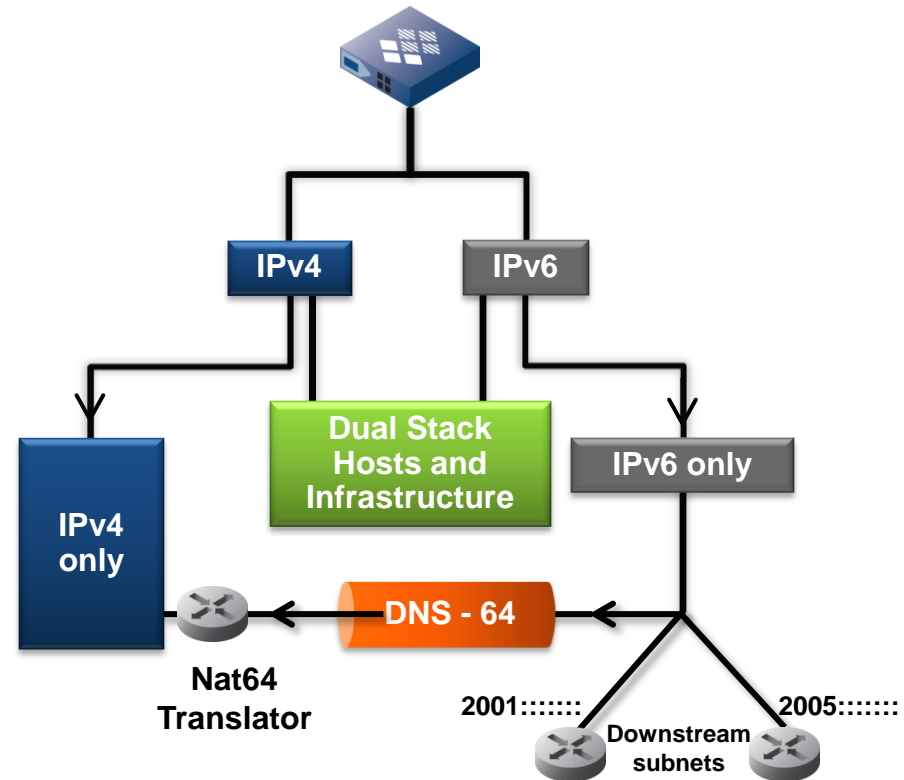 IPv4
IPv6
Dual Stack
Hosts and
Infrastructure
IPv6 only
IPv4
only
DNS - 64
Nat64
Translator
2001:::::::
2005:::::::
Downstream
subnets